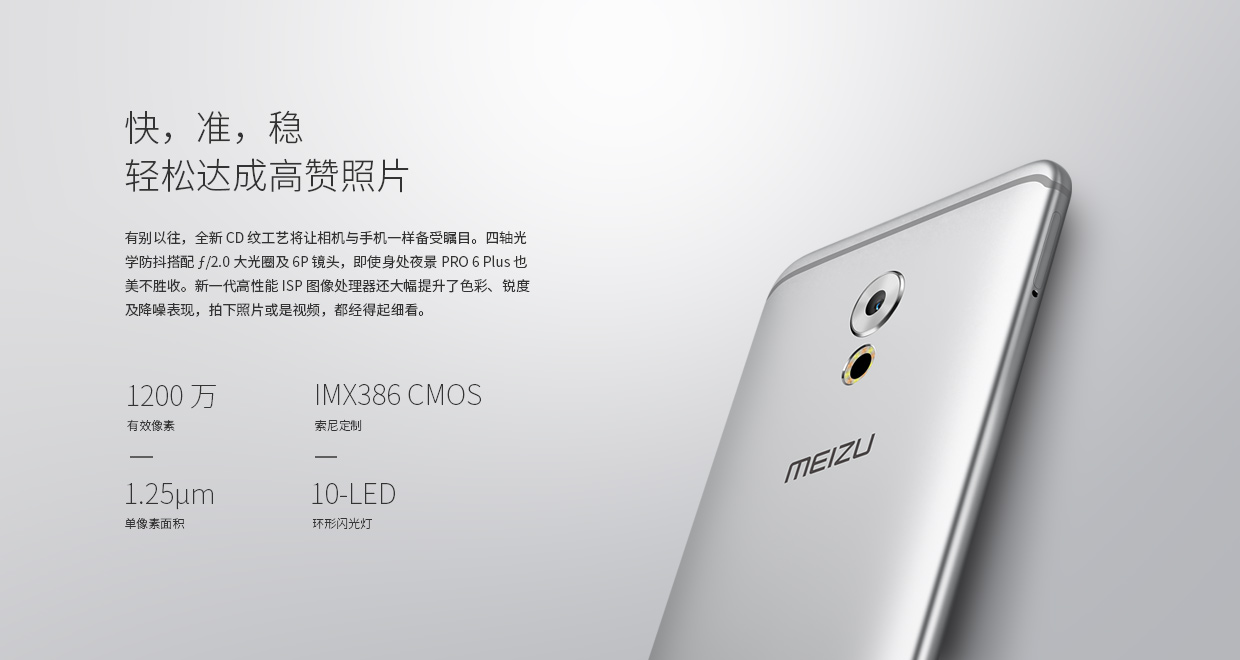 快，准，稳
轻松达成高赞照片
有别以往，全新 CD 纹工艺将让相机与手机一样备受瞩目。四轴光
学防抖搭配 ƒ/2.0 大光圈及 6P 镜头，即使身处夜景 PRO 6 Plus 也
美不胜收。新一代高性能 ISP 图像处理器还大幅提升了色彩、锐度
及降噪表现，拍下照片或是视频，都经得起细看。
1200 万
有效像素
IMX386 CMOS
索尼定制
1.25μm
单像素面积
10-LED
环形闪光灯
MEIZU